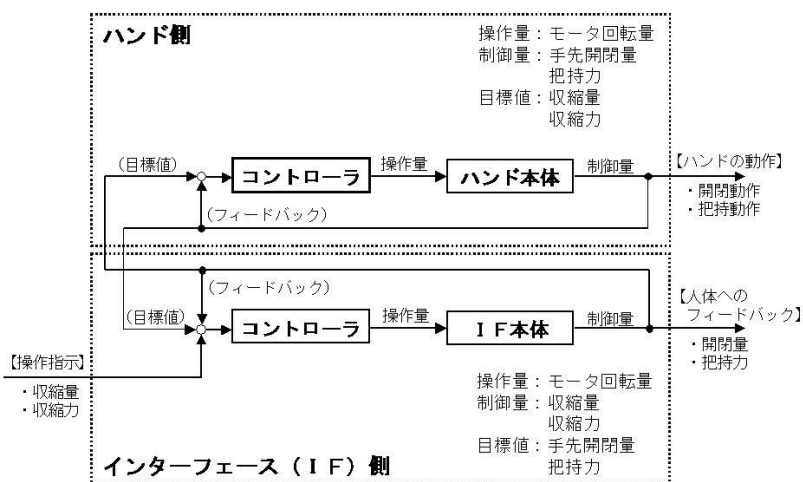 ハンド側
操作量：モータ回転量
制御量：手先開閉量
把持力
目標値：収縮量
収縮力
（目標値）
コントローラ
操作量
ハンド本体
制御量
【ハンドの動作】
・開閉動作
・把持動作
（フィードバック）
（フィードバック）
（目標値）
コントローラ
操作量
ＩＦ本体
制御量
【人体への
フィードバック】
・開閉量
・把持力
【操作指示】
・収縮量
・収縮力
操作量：モータ回転量
制御量：収縮量
収縮力
目標値：手先開閉量
把持力
インターフェース（ＩＦ）側